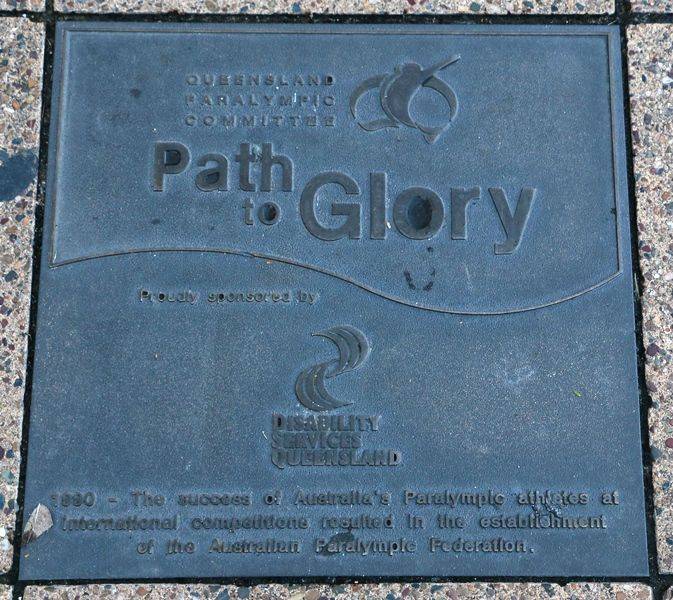 QUEENSLAND
PARALYMPIC
COMMITTEE
Path
to Glory
Proudly sponsored by
DISABILITY
SERVICES
QUEENSLAND
1990 - The success of Australia's Paralympic athletes at
international competitions resulted in the establishment
of the Australian Paralympic Federation.